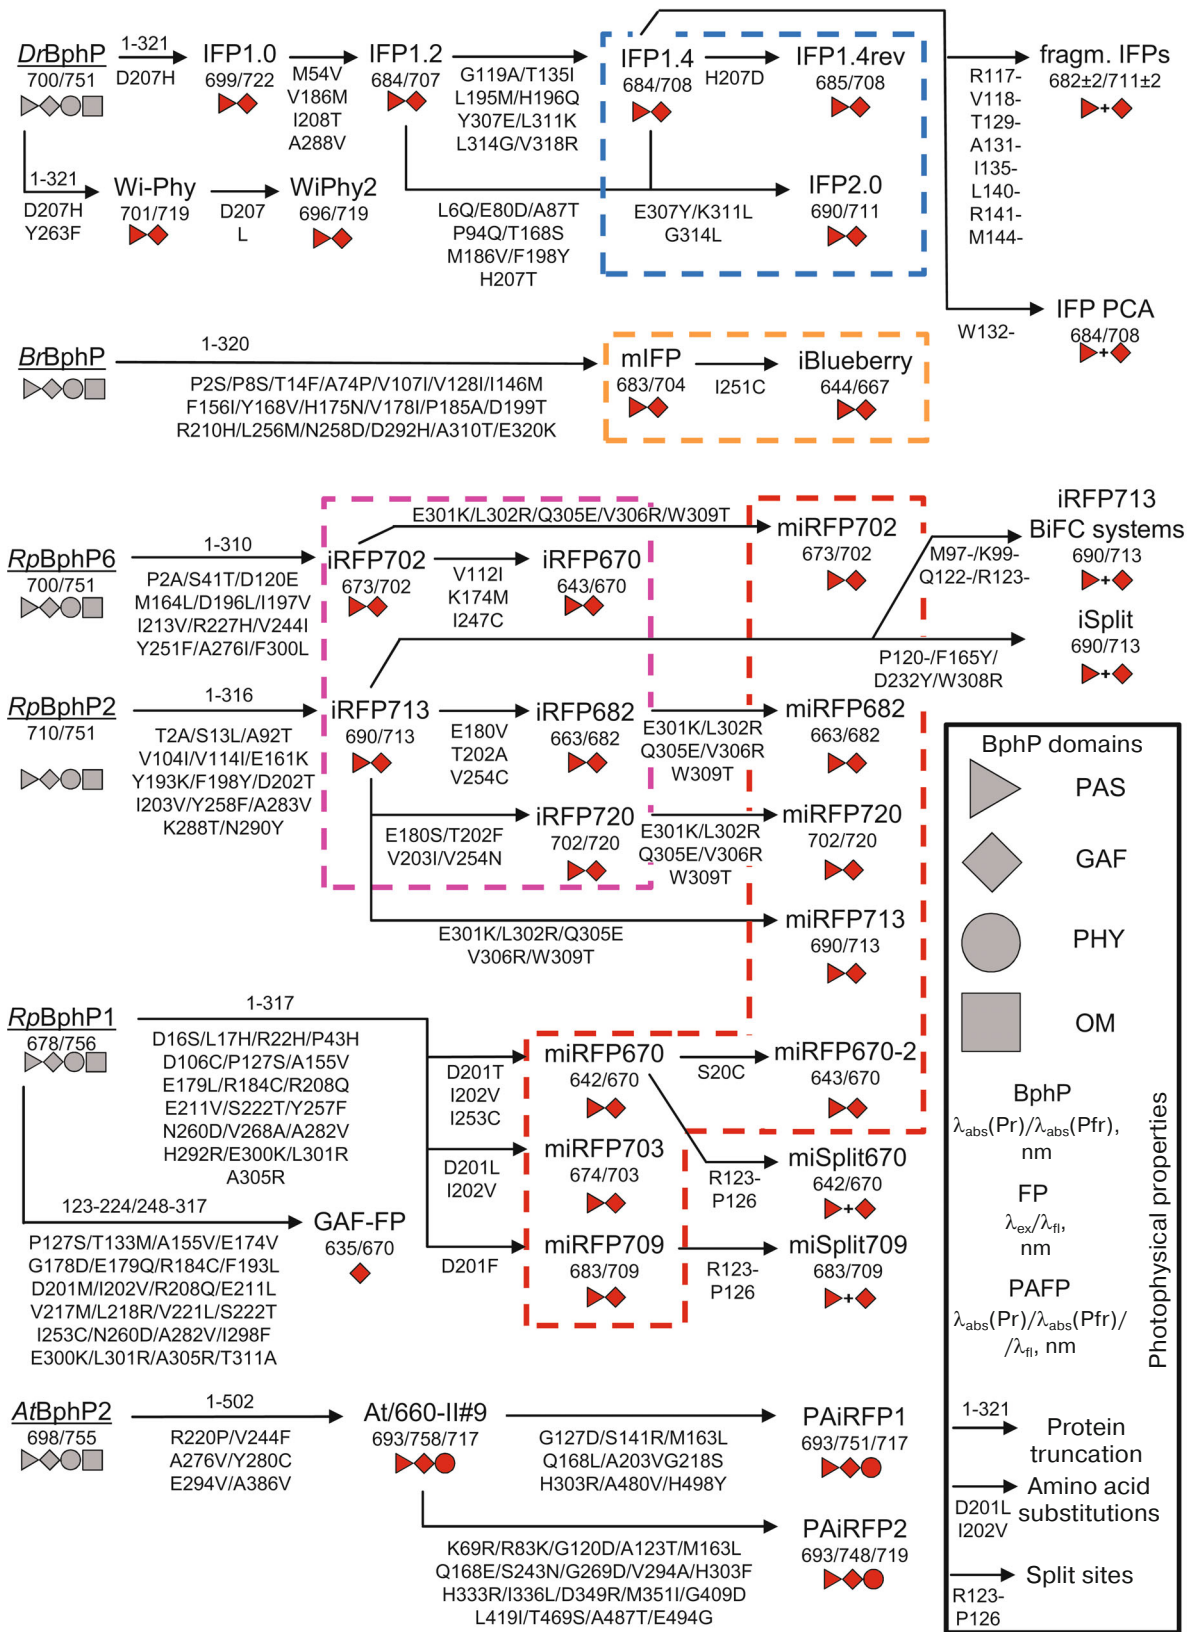 DrBphP
700/751
1-321
D207H
IFP1.0
699/722
M54V
V186M
I208T
A288V
IFP1.2
684/707
G119A/T135I
L195M/H196Q
Y307E/L311K
L314G/V318R
IFP1.4
684/708
H207D
IFP1.4rev
685/708
R117-
V118-
T129-
A131-
I135-
L140-
R141-
M144-
fragm. IFPs
682±2/711±2
1-321
D207H
Y263F
Wi-Phy
701/719
D207
L
WiPhy2
696/719
L6Q/E80D/A87T
P94Q/T168S
M186V/F198Y
H207T
E307Y/K311L
G314L
IFP2.0
690/711
W132-
IFP PCA
684/708
BrBphP
1-320
P2S/P8S/T14F/A74P/V107I/V128I/I146M
F156I/Y168V/H175N/V178I/P185A/D199T
R210H/L256M/N258D/D292H/A310T/E320K
mIFP
683/704
I251C
iBlueberry
644/667
RpBphP6
700/751
1-310
P2A/S41T/D120E
M164L/D196L/I197V
I213V/R227H/V244I
Y251F/A276I/F300L
iRFP702
673/702
E301K/L302R/Q305E/V306R/W309T
V112I
K174M
I247C
iRFP670
643/670
miRFP702
673/702
M97-/K99-
Q122-/R123-
iRFP713
BiFC systems
690/713
P120-/F165Y/
D232Y/W308R
iSplit
690/713
RpBphP2
710/751
1-316
T2A/S13L/A92T
V104I/V114I/E161K
Y193K/F198Y/D202T
I203V/Y258F/A283V
K288T/N290Y
iRFP713
690/713
E180V
T202A
V254C
iRFP682
663/682
E301K/L302R
Q305E/V306R
W309T
miRFP682
663/682
E180S/T202F
V203I/V254N
iRFP720
702/720
E301K/L302R
Q305E/V306R
W309T
miRFP720
702/720
E301K/L302R/Q305E
V306R/W309T
miRFP713
690/713
RpBphP1
678/756
1-317
D16S/L17H/R22H/P43H
D106C/P127S/A155V
E179L/R184C/R208Q
E211V/S222T/Y257F
N260D/V268A/A282V
H292R/E300K/L301R
A305R
D201T
I202V
I253C
miRFP670
642/670
S20C
miRFP670-2
643/670
D201L
I202V
miRFP703
674/703
R123-
P126
miSplit670
642/670
D201F
miRFP709
683/709
R123-
P126
miSplit709
683/709
123-224/248-317
P127S/T133M/A155V/E174V
G178D/E179Q/R184C/F193L
D201M/I202V/R208Q/E211L
V217M/L218R/V221L/S222T
I253C/N260D/A282V/I298F
E300K/L301R/A305R/T311A
GAF-FP
635/670
AtBphP2
698/755
1-502
R220P/V244F
A276V/Y280C
E294V/A386V
At/660-II#9
693/758/717
G127D/S141R/M163L
Q168L/A203VG218S
H303R/A480V/H498Y
PAiRFP1
693/751/717
K69R/R83K/G120D/A123T/M163L
Q168E/S243N/G269D/V294A/H303F
H333R/I336L/D349R/M351I/G409D
L419I/T469S/A487T/E494G
PAiRFP2
693/748/719
BphP domains
PAS
GAF
PHY
OM
Photophysical properties
BphP
λabs(Pr)/λabs(Pfr),
nm
FP
λex/λfl,
nm
PAFP
λabs(Pr)/λabs(Pfr)/
/λfl, nm
1-321
Protein
truncation
D201L
I202V
Amino acid
substitutions
R123-
P126
Split sites
+
+
+
+
+
+